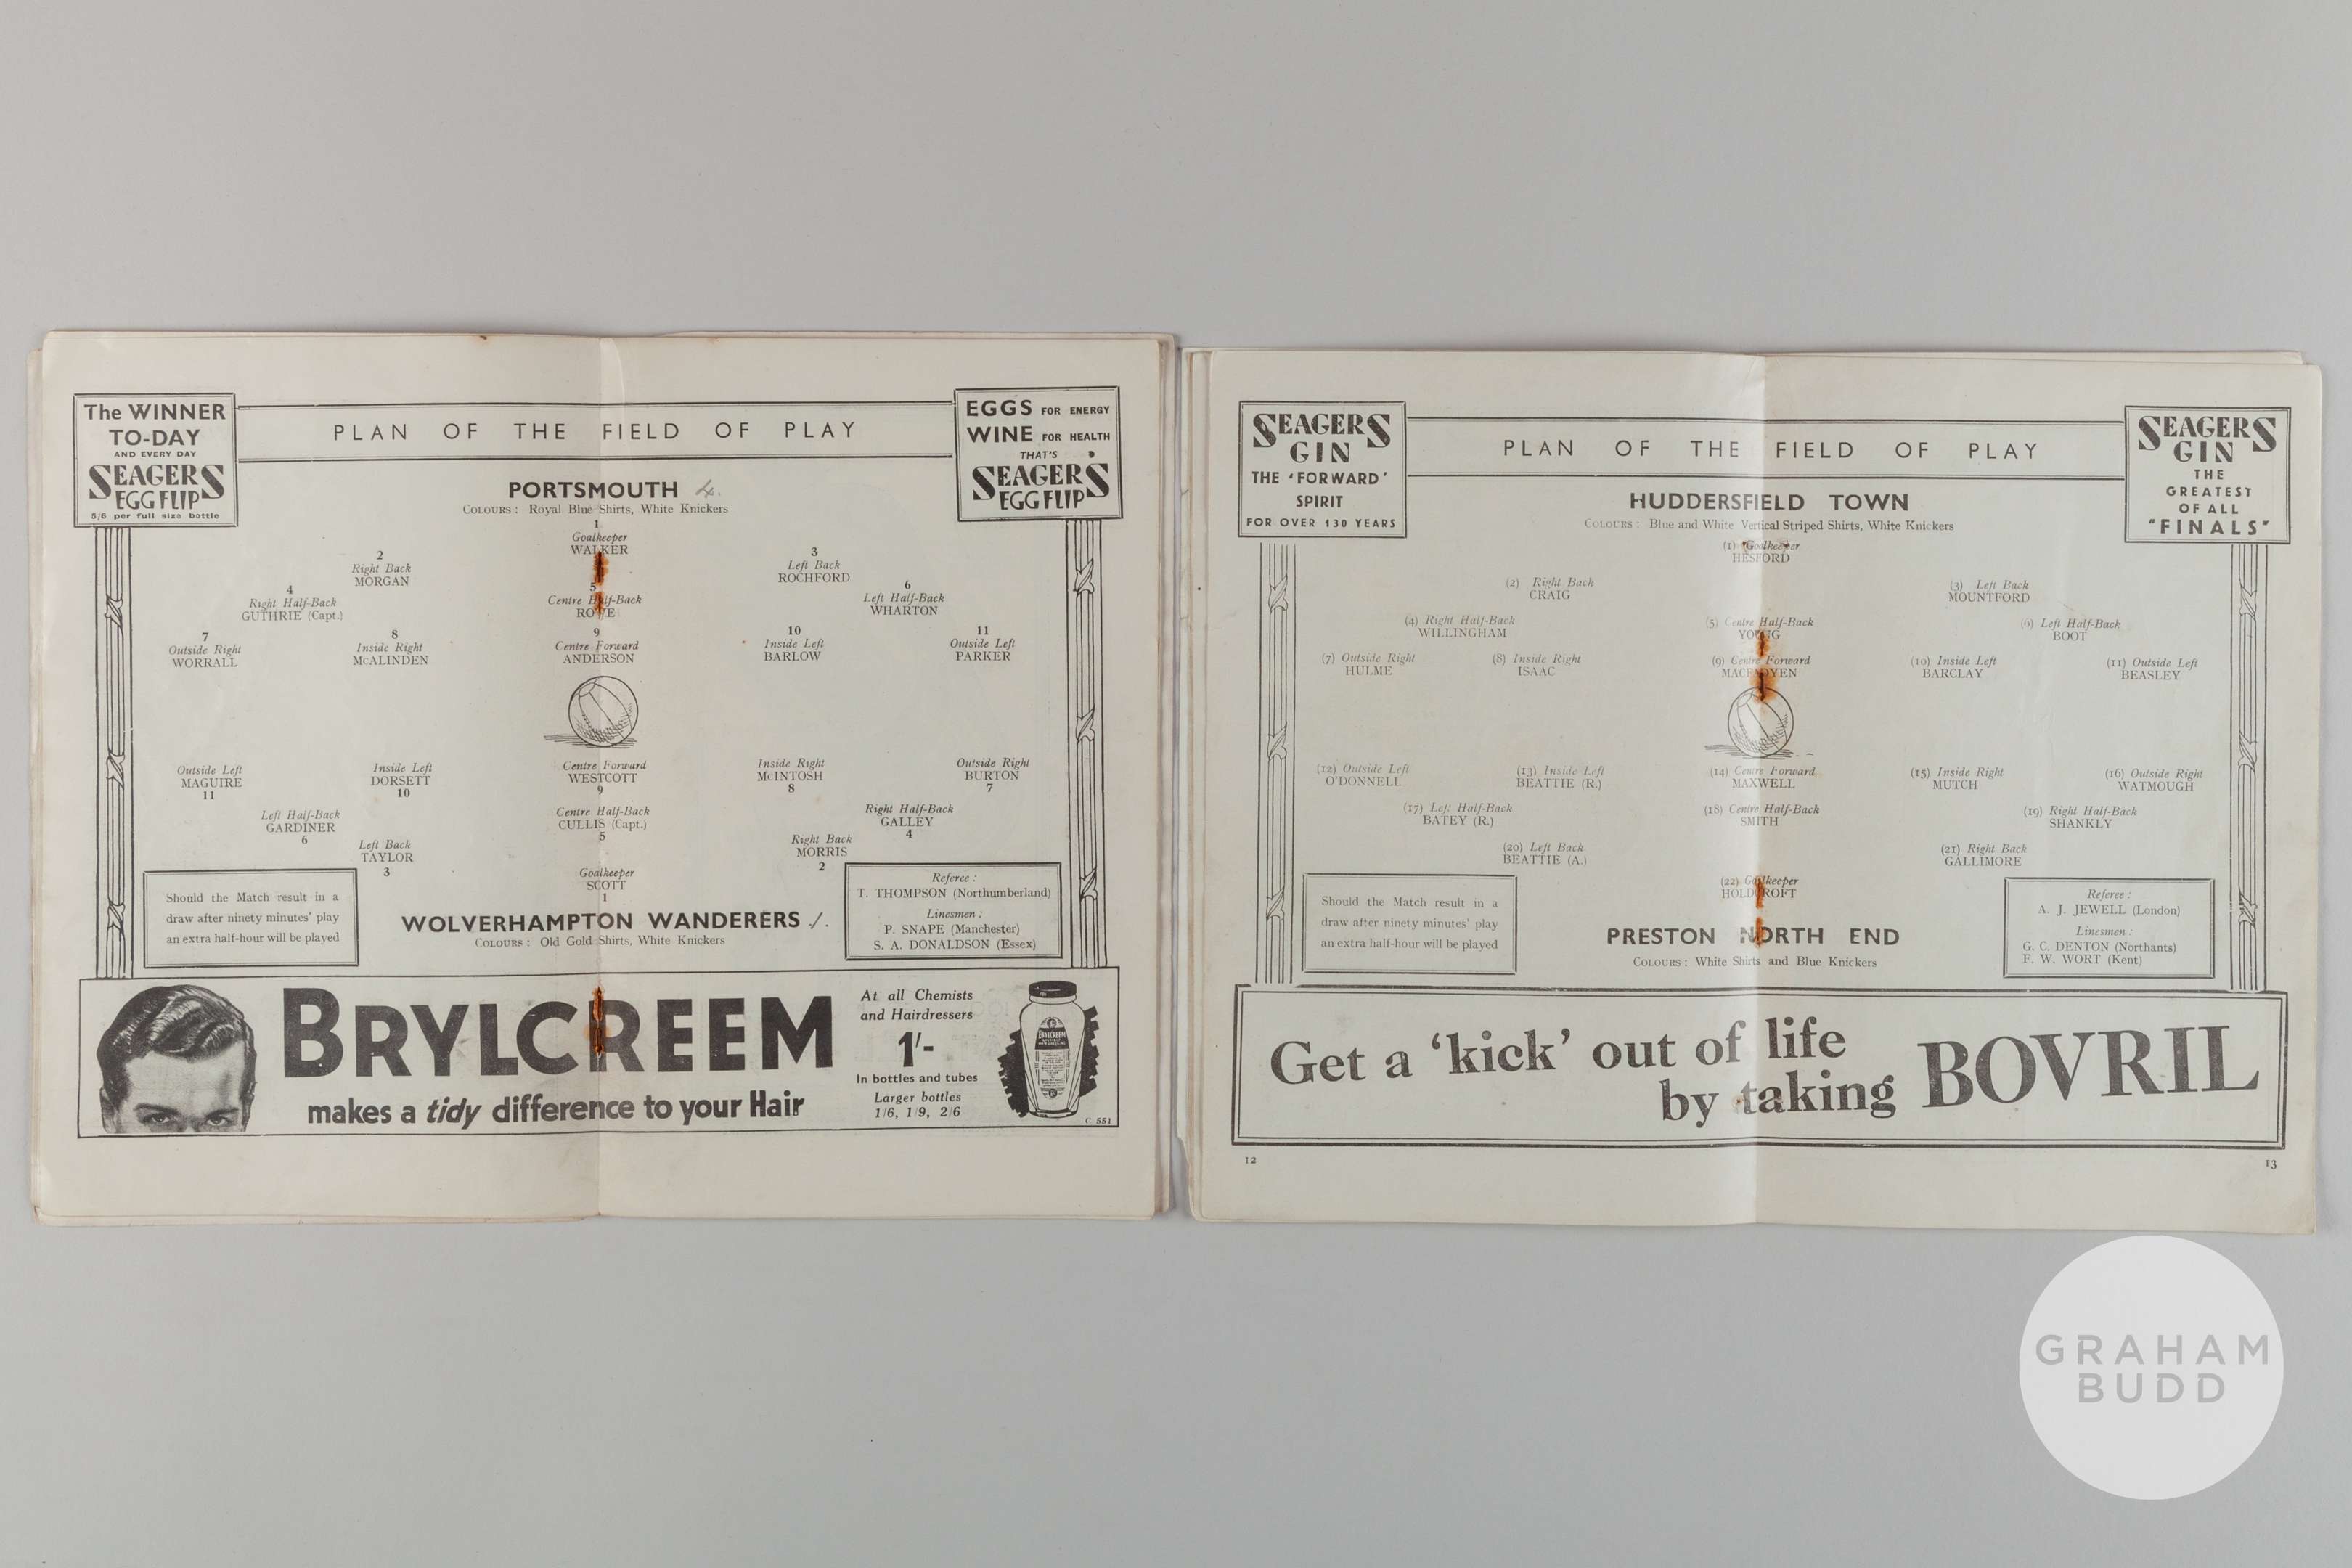 The WINNER
TO-DAY
AND EVERY DAY
SEAGERS
EGG FLIP
5/6 per full size bottle
PLAN OF THE FIELD OF PLAY
EGGS FOR ENERGY
WINE FOR HEALTH
THAT'S
SEAGERS
EGG FLIP
PORTSMOUTH 4.
COLOURS : Royal Blue Shirts, White Knickers
1
Goalkeeper
WALKER
2
Right Back
MORGAN
3
Left Back
ROCHFORD
4
Right Half-Back
GUTHRIE (Capt.)
5
Centre Half-Back
ROWE
6
Left Half-Back
WHARTON
7
Outside Right
WORRALL
8
Inside Right
McALINDEN
9
Centre Forward
ANDERSON
10
Inside Left
BARLOW
11
Outside Left
PARKER
Outside Left
MAGUIRE
11
Inside Left
DORSETT
10
Centre Forward
WESTCOTT
9
Inside Right
McINTOSH
8
Outside Right
BURTON
7
Left Half-Back
GARDINER
6
Centre Half-Back
CULLIS (Capt.)
5
Right Half-Back
GALLEY
4
Left Back
TAYLOR
3
Right Back
MORRIS
2
Goalkeeper
SCOTT
1
Should the Match result in a
draw after ninety minutes' play
an extra half-hour will be played
WOLVERHAMPTON WANDERERS 1.
COLOURS : Old Gold Shirts, White Knickers
Referee :
T. THOMPSON (Northumberland)
Linesmen :
P. SNAPE (Manchester)
S. A. DONALDSON (Essex)
BRYLCREEM
makes a tidy difference to your Hair
At all Chemists
and Hairdressers
1'-
In bottles and tubes
Larger bottles
1/6, 1/9, 2/6
BRYLCREEM
C 551
SEAGERS
GIN
THE 'FORWARD'
SPIRIT
FOR OVER 130 YEARS
PLAN OF THE FIELD OF PLAY
SEAGERS
GIN
THE
GREATEST
OF ALL
"FINALS"
HUDDERSFIELD TOWN
COLOURS : Blue and White Vertical Striped Shirts, White Knickers
(1) Goalkeeper
HESFORD
(2) Right Back
CRAIG
(3) Left Back
MOUNTFORD
(4) Right Half-Back
WILLINGHAM
(5) Centre Half-Back
YOUNG
(6) Left Half-Back
BOOT
(7) Outside Right
HULME
(8) Inside Right
ISAAC
(9) Centre Forward
MACFADYEN
(10) Inside Left
BARCLAY
(11) Outside Left
BEASLEY
(12) Outside Left
O'DONNELL
(13) Inside Left
BEATTIE (R.)
(14) Centre Forward
MAXWELL
(15) Inside Right
MUTCH
(16) Outside Right
WATMOUGH
(17) Left Half-Back
BATEY (R.)
(18) Centre Half-Back
SMITH
(19) Right Half-Back
SHANKLY
(20) Left Back
BEATTIE (A.)
(21) Right Back
GALLIMORE
(22) Goalkeeper
HOLDCROFT
Should the Match result in a
draw after ninety minutes' play
an extra half-hour will be played
PRESTON NORTH END
COLOURS : White Shirts and Blue Knickers
Referee :
A. J. JEWELL (London)
Linesmen :
G. C. DENTON (Northants)
F. W. WORT (Kent)
Get a 'kick' out of life
by taking BOVRIL
12
13
GRAHAM
BUDD